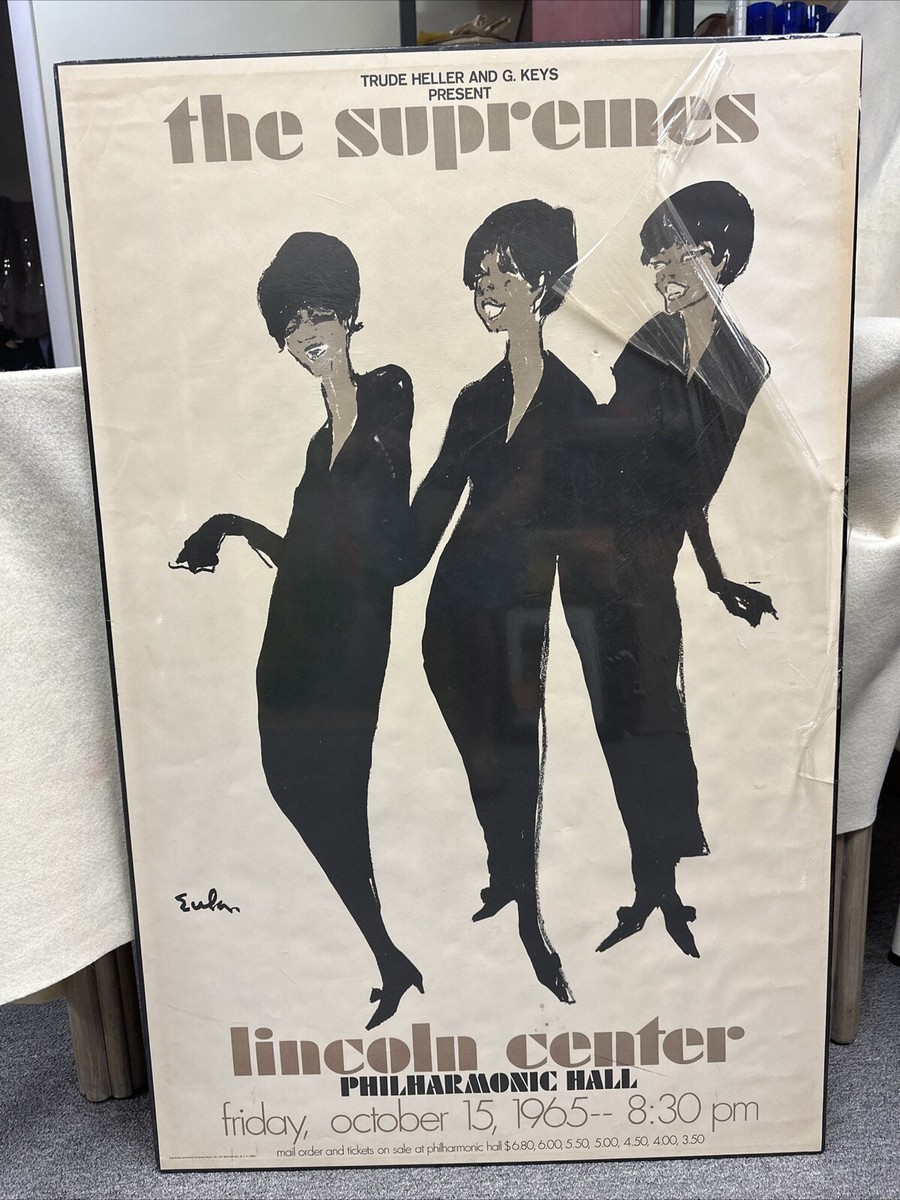 TRUDE HELLER AND G. KEYS
PRESENT
the supremes
Eula
lincoln center
PHILHARMONIC HALL
friday, october 15, 1965-- 8:30 pm
mail order and tickets on sale at philharmonic hall $6.80, 6.00, 5.50, 5.00, 4.50, 4.00, 3.50